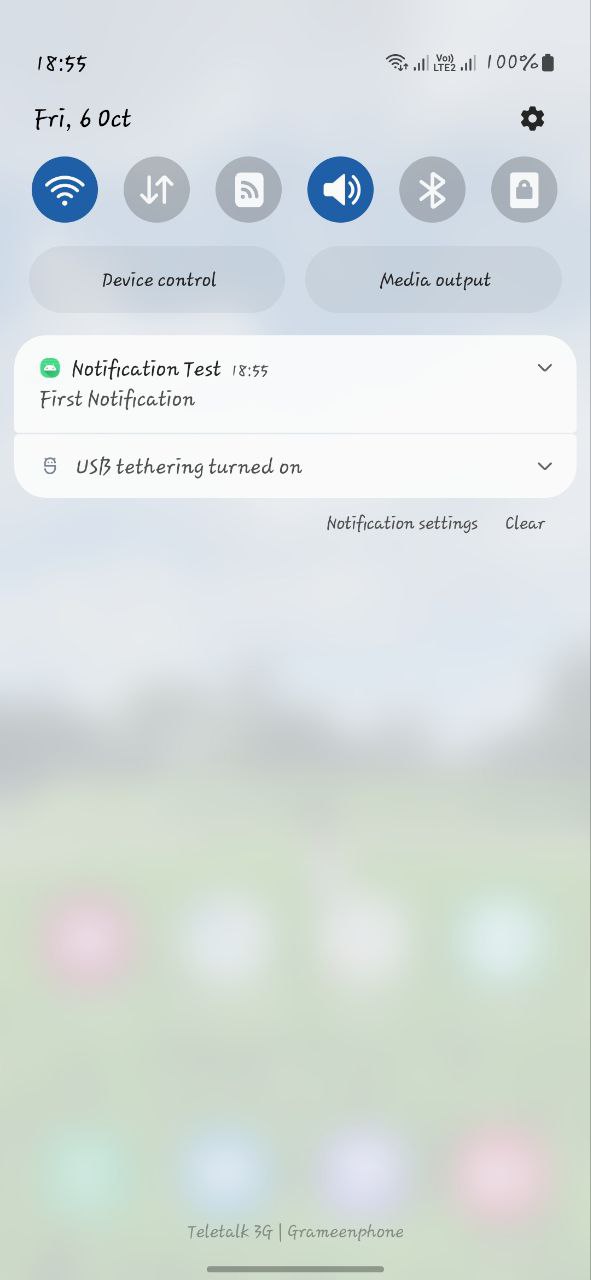 18:55 Vo)) LTE2 100%
Fri, 6 Oct
Device control Media output
Notification Test 18:55
First Notification
USB tethering turned on
Notification settings Clear
Teletalk 3G | Grameenphone